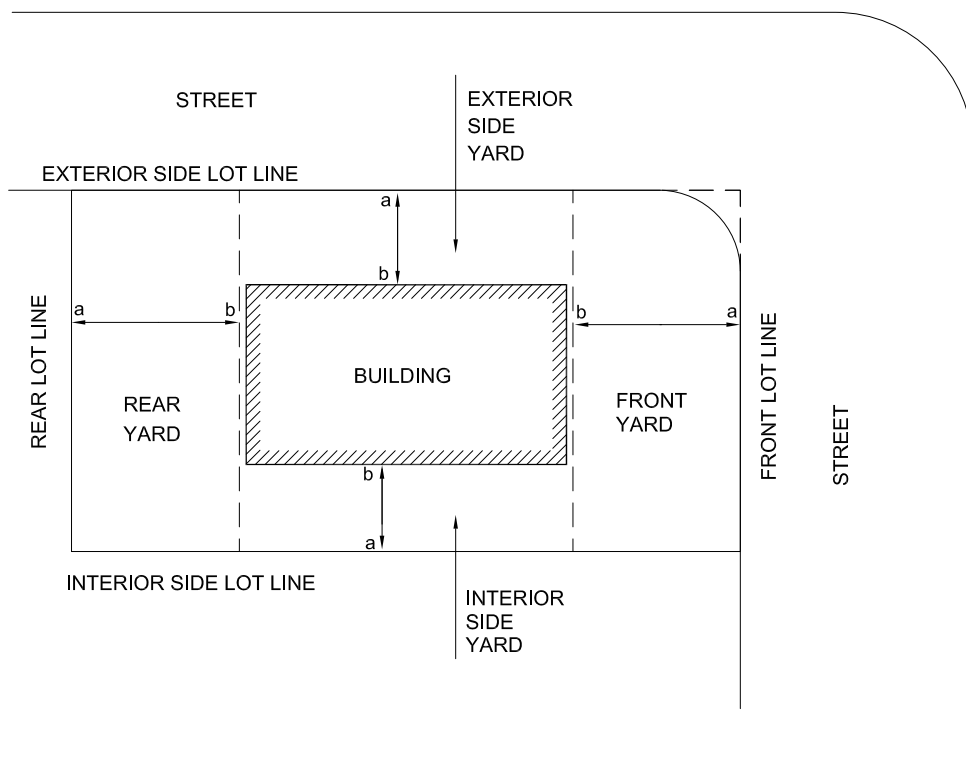 STREET
EXTERIOR
SIDE
YARD
EXTERIOR SIDE LOT LINE
a
b
a
b
b
a
REAR LOT LINE
BUILDING
REAR
YARD
FRONT
YARD
FRONT LOT LINE
STREET
b
a
INTERIOR SIDE LOT LINE
INTERIOR
SIDE
YARD